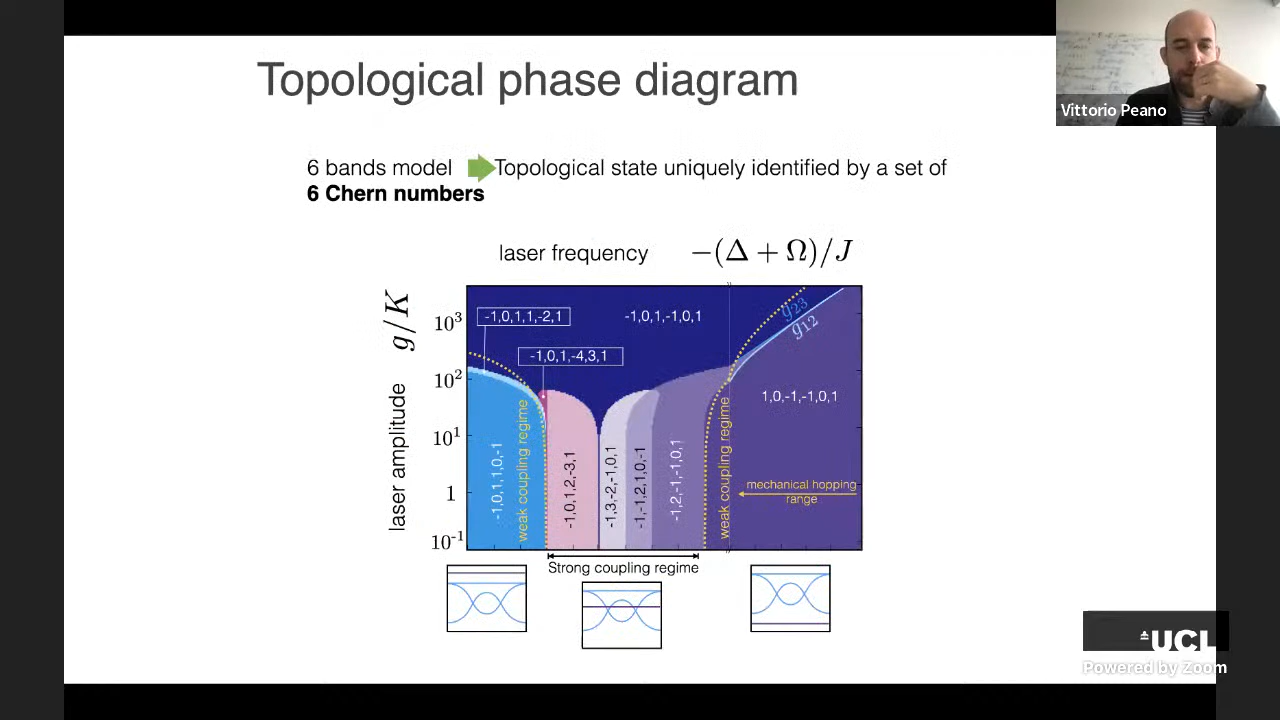 Topological phase diagram
Vittorio Peano
6 bands model Topological state uniquely identified by a set of
6 Chern numbers
laser frequency −(Δ + Ω)/J
g/K
laser amplitude
10³
10²
10¹
1
10⁻¹
-1,0,1,1,-2,1
-1,0,1,-1,0,1
-1,0,1,-4,3,1
g₂₃
g₁₂
1,0,-1,-1,0,1
-1,0,1,1,0,-1
weak coupling regime
-1,0,1,2,-3,1
-1,3,-2,-1,0,1
-1,-1,2,1,0,-1
-1,2,-1,-1,0,1
weak coupling regime
mechanical hopping
range
Strong coupling regime
UCL
Powered by Zoom